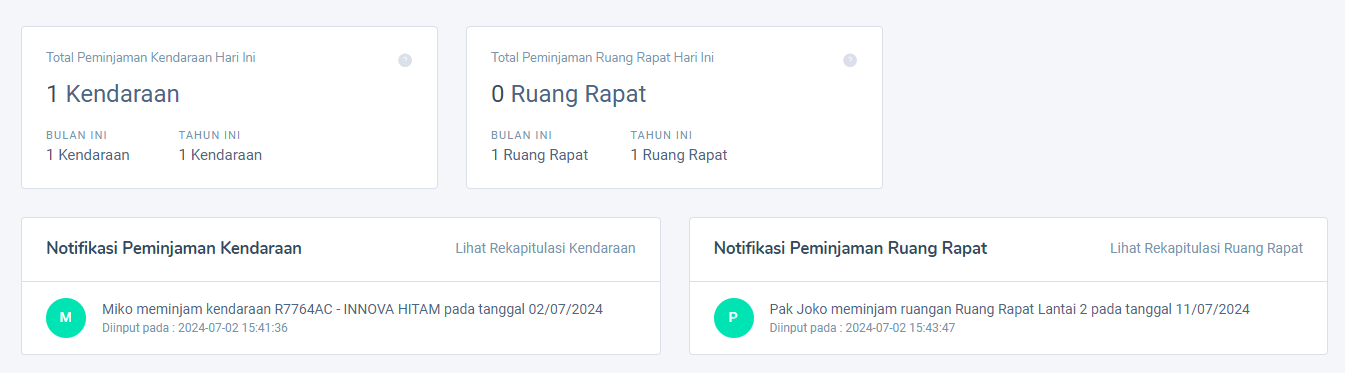 Total Peminjaman Kendaraan Hari Ini
?
1 Kendaraan
BULAN INI
TAHUN INI
1 Kendaraan
1 Kendaraan
Total Peminjaman Ruang Rapat Hari Ini
?
0 Ruang Rapat
BULAN INI
TAHUN INI
1 Ruang Rapat
1 Ruang Rapat
Notifikasi Peminjaman Kendaraan
Lihat Rekapitulasi Kendaraan
M
Miko meminjam kendaraan R7764AC - INNOVA HITAM pada tanggal 02/07/2024
Diinput pada : 2024-07-02 15:41:36
Notifikasi Peminjaman Ruang Rapat
Lihat Rekapitulasi Ruang Rapat
P
Pak Joko meminjam ruangan Ruang Rapat Lantai 2 pada tanggal 11/07/2024
Diinput pada : 2024-07-02 15:43:47